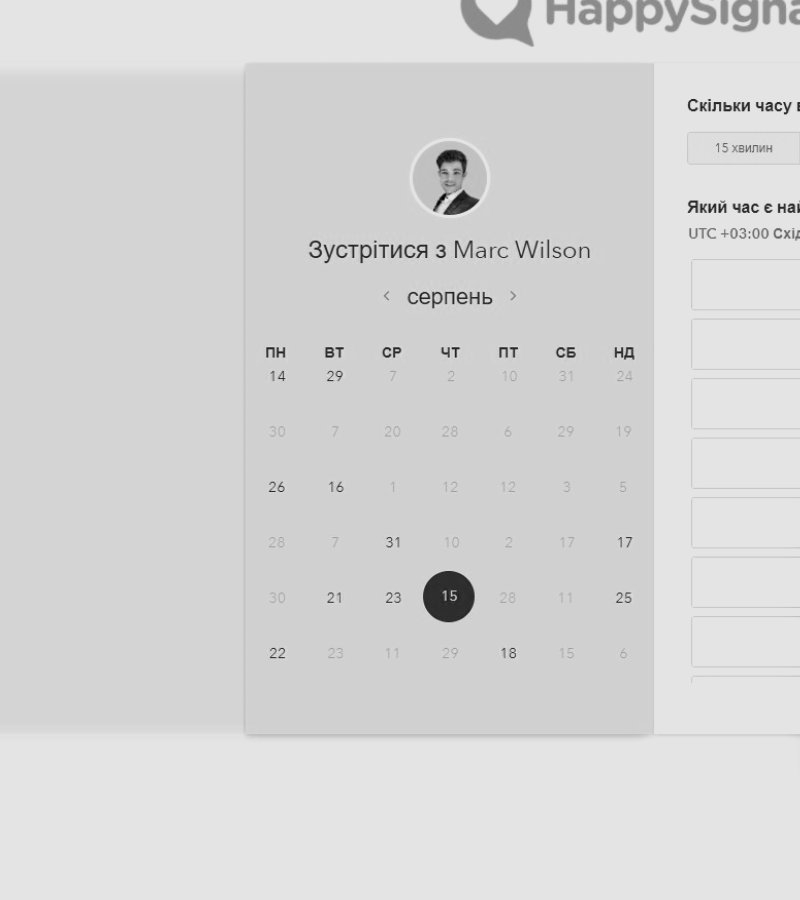 HappySigna
Зустрітися з Marc Wilson
серпень
ПН ВТ СР ЧТ ПТ СБ НД
14 29 7 2 10 31 24
30 7 20 28 6 29 19
26 16 1 12 12 3 5
28 7 31 10 2 17 17
30 21 23 15 28 11 25
22 23 11 29 18 15 6
Скільки часу в
15 хвилин
Який час є най
UTC +03:00 Схід